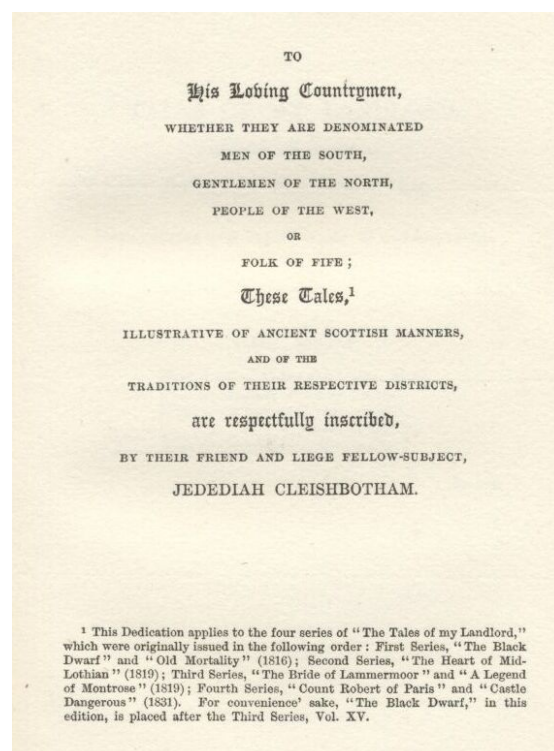 TO
His Loving Countrymen,
WHETHER THEY ARE DENOMINATED
MEN OF THE SOUTH,
GENTLEMEN OF THE NORTH,
PEOPLE OF THE WEST,
OR
FOLK OF FIFE ;
These Tales,¹
ILLUSTRATIVE OF ANCIENT SCOTTISH MANNERS,
AND OF THE
TRADITIONS OF THEIR RESPECTIVE DISTRICTS,
are respectfully inscribed,
BY THEIR FRIEND AND LIEGE FELLOW-SUBJECT,
JEDEDIAH CLEISHBOTHAM.
¹ This Dedication applies to the four series of “The Tales of my Landlord,”
which were originally issued in the following order : First Series, “The Black
Dwarf” and “Old Mortality” (1816) ; Second Series, “The Heart of Mid-
Lothian” (1819) ; Third Series, “The Bride of Lammermoor” and “A Legend
of Montrose” (1819) ; Fourth Series, “Count Robert of Paris” and “Castle
Dangerous” (1831). For convenience’ sake, “The Black Dwarf,” in this
edition, is placed after the Third Series, Vol. XV.